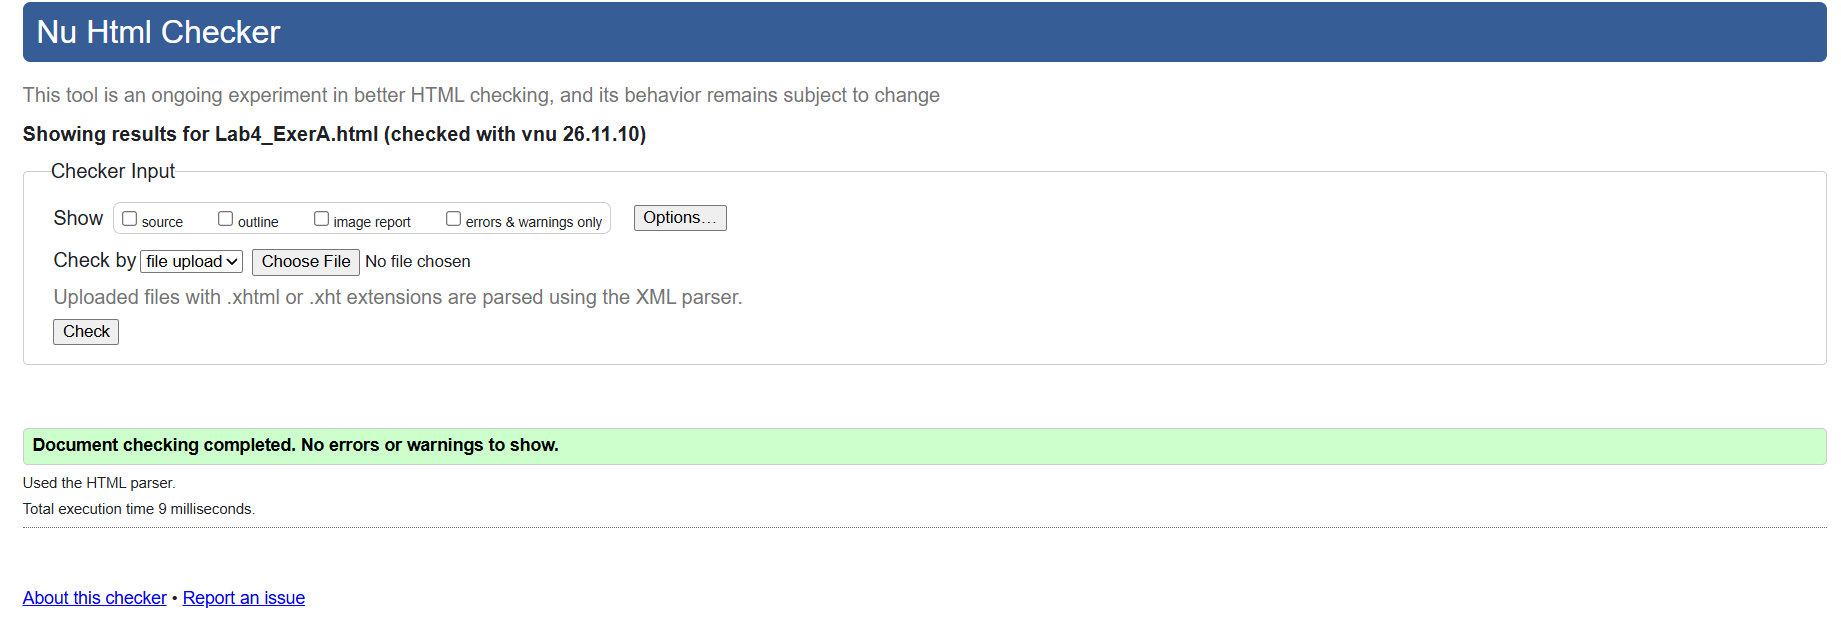 Nu Html Checker
This tool is an ongoing experiment in better HTML checking, and its behavior remains subject to change
Showing results for Lab4_ExerA.html (checked with vnu 26.11.10)
Checker Input
Show source outline image report errors & warnings only Options…
Check by file upload Choose File No file chosen
Uploaded files with .xhtml or .xht extensions are parsed using the XML parser.
Check
Document checking completed. No errors or warnings to show.
Used the HTML parser.
Total execution time 9 milliseconds.
About this checker • Report an issue